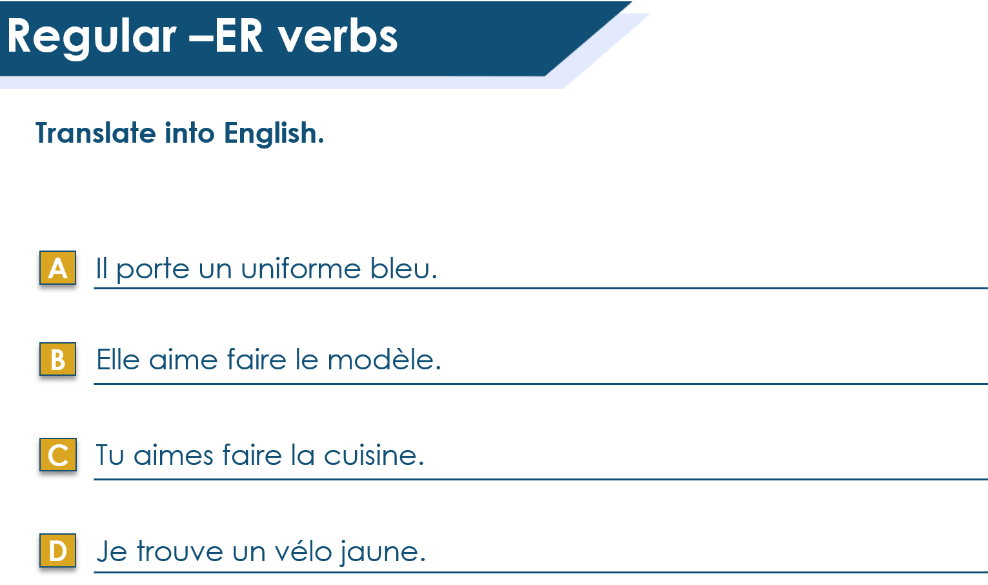 Regular –ER verbs
Translate into English.
A Il porte un uniforme bleu.
B Elle aime faire le modèle.
C Tu aimes faire la cuisine.
D Je trouve un vélo jaune.